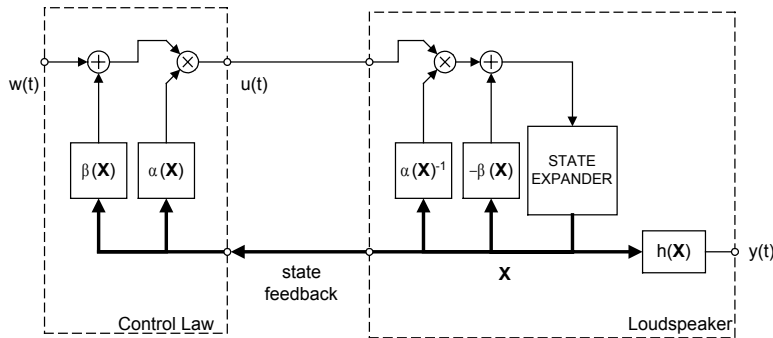 w(t)
+
×
u(t)
×
+
β(X)
α(X)
α(X)-1
−β(X)
STATE
EXPANDER
h(X)
y(t)
state
feedback
X
Control Law
Loudspeaker